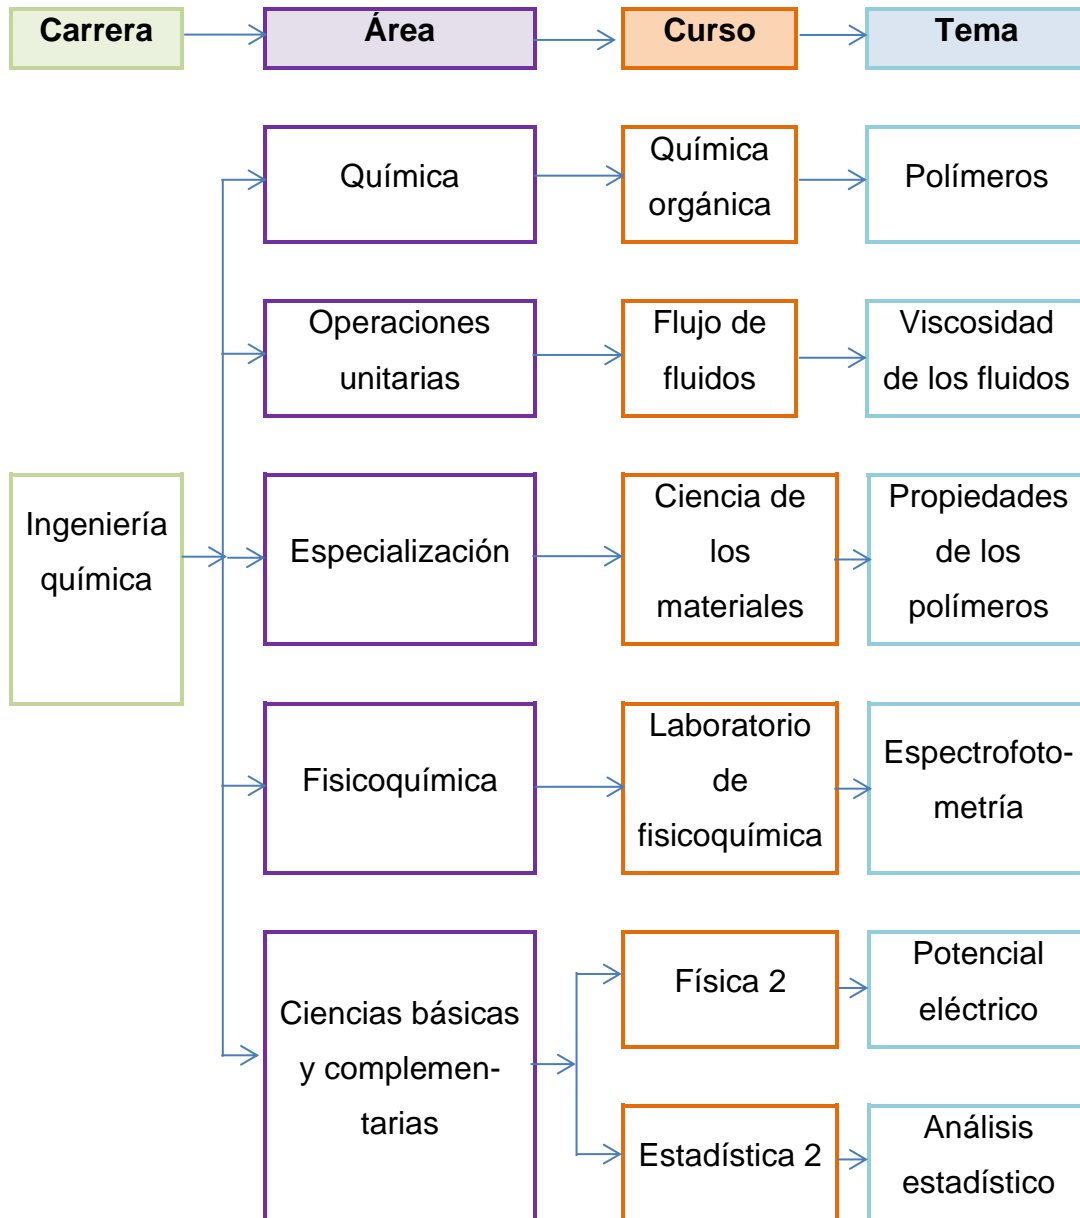 Carrera
Área
Curso
Tema
Química
Química
orgánica
Polímeros
Operaciones
unitarias
Flujo de
fluidos
Viscosidad
de los fluidos
Ingeniería
química
Especialización
Ciencia de
los
materiales
Propiedades
de los
polímeros
Fisicoquímica
Laboratorio
de
fisicoquímica
Espectrofoto-
metría
Ciencias básicas
y complemen-
tarias
Física 2
Potencial
eléctrico
Estadística 2
Análisis
estadístico